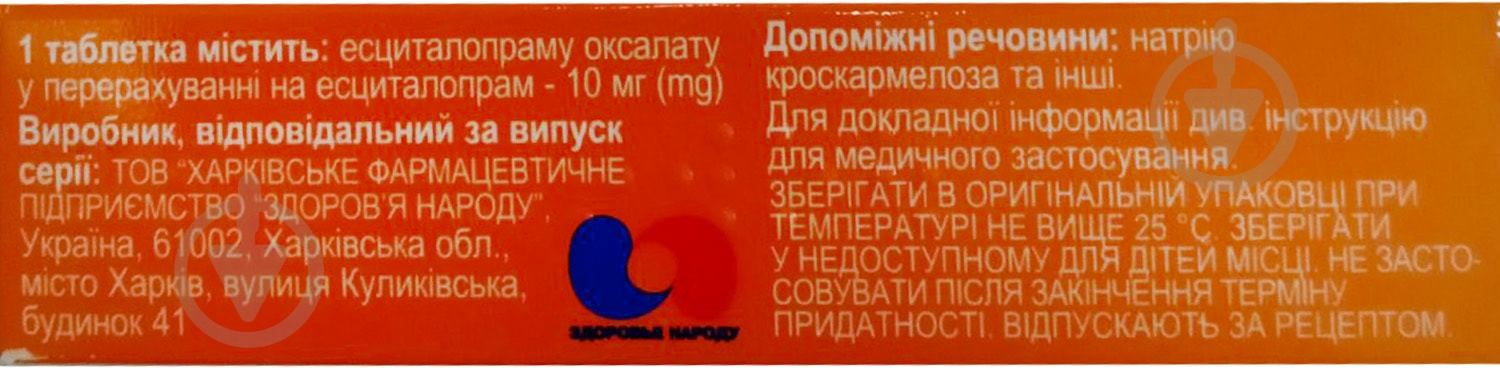 1 таблетка містить: есциталопраму оксалату
у перерахуванні на есциталопрам - 10 мг (mg)
Виробник, відповідальний за випуск
серії: ТОВ "ХАРКІВСЬКЕ ФАРМАЦЕВТИЧНЕ
ПІДПРИЄМСТВО "ЗДОРОВ'Я НАРОДУ",
Україна, 61002, Харківська обл.,
місто Харків, вулиця Куликівська,
будинок 41
ЗДОРОВЬЕ НАРОДУ
Допоміжні речовини: натрію
кроскармелоза та інші.
Для докладної інформації див. інструкцію
для медичного застосування.
ЗБЕРІГАТИ В ОРИГІНАЛЬНІЙ УПАКОВЦІ ПРИ
ТЕМПЕРАТУРІ НЕ ВИЩЕ 25 °С. ЗБЕРІГАТИ
У НЕДОСТУПНОМУ ДЛЯ ДІТЕЙ МІСЦІ. НЕ ЗАСТО-
СОВУВАТИ ПІСЛЯ ЗАКІНЧЕННЯ ТЕРМІНУ
ПРИДАТНОСТІ. ВІДПУСКАЮТЬ ЗА РЕЦЕПТОМ.